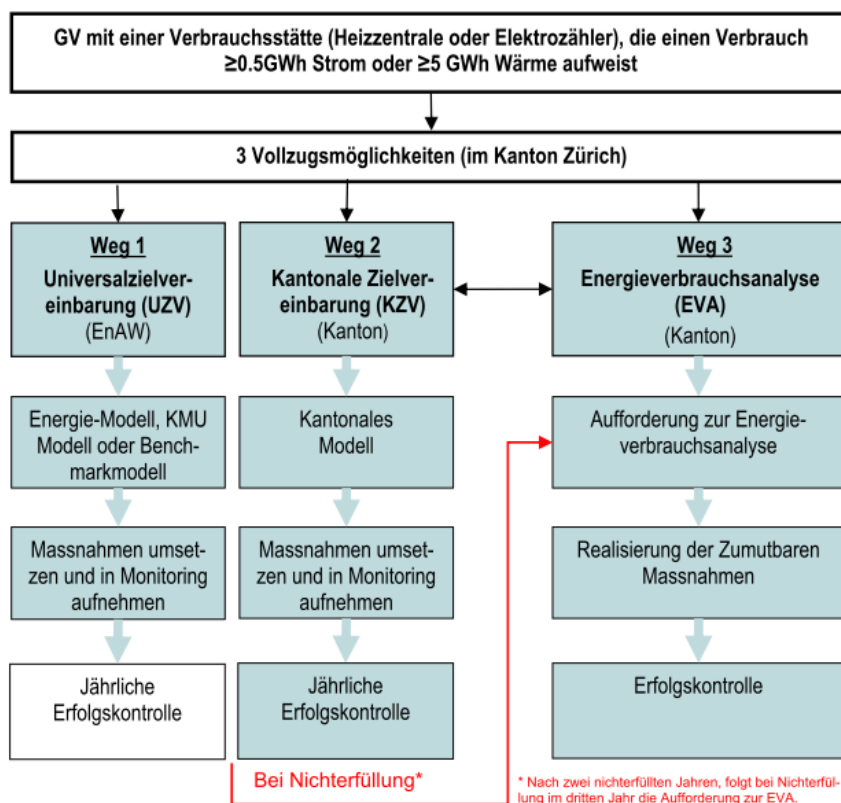 GV mit einer Verbrauchsstätte (Heizzentrale oder Elektrozähler), die einen Verbrauch
≥0.5GWh Strom oder ≥5 GWh Wärme aufweist
3 Vollzugsmöglichkeiten (im Kanton Zürich)
Weg 1
Universalzielver-
einbarung (UZV)
(EnAW)
Weg 2
Kantonale Zielver-
einbarung (KZV)
(Kanton)
Weg 3
Energieverbrauchsanalyse
(EVA)
(Kanton)
Energie-Modell, KMU
Modell oder Bench-
markmodell
Kantonales
Modell
Aufforderung zur Energie-
verbrauchsanalyse
Massnahmen umset-
zen und in Monitoring
aufnehmen
Massnahmen umset-
zen und in Monitoring
aufnehmen
Realisierung der Zumutbaren
Massnahmen
Jährliche
Erfolgskontrolle
Jährliche
Erfolgskontrolle
Erfolgskontrolle
Bei Nichterfüllung*
* Nach zwei nichterfüllten Jahren, folgt bei Nichterfül-
lung im dritten Jahr die Aufforderung zur EVA.